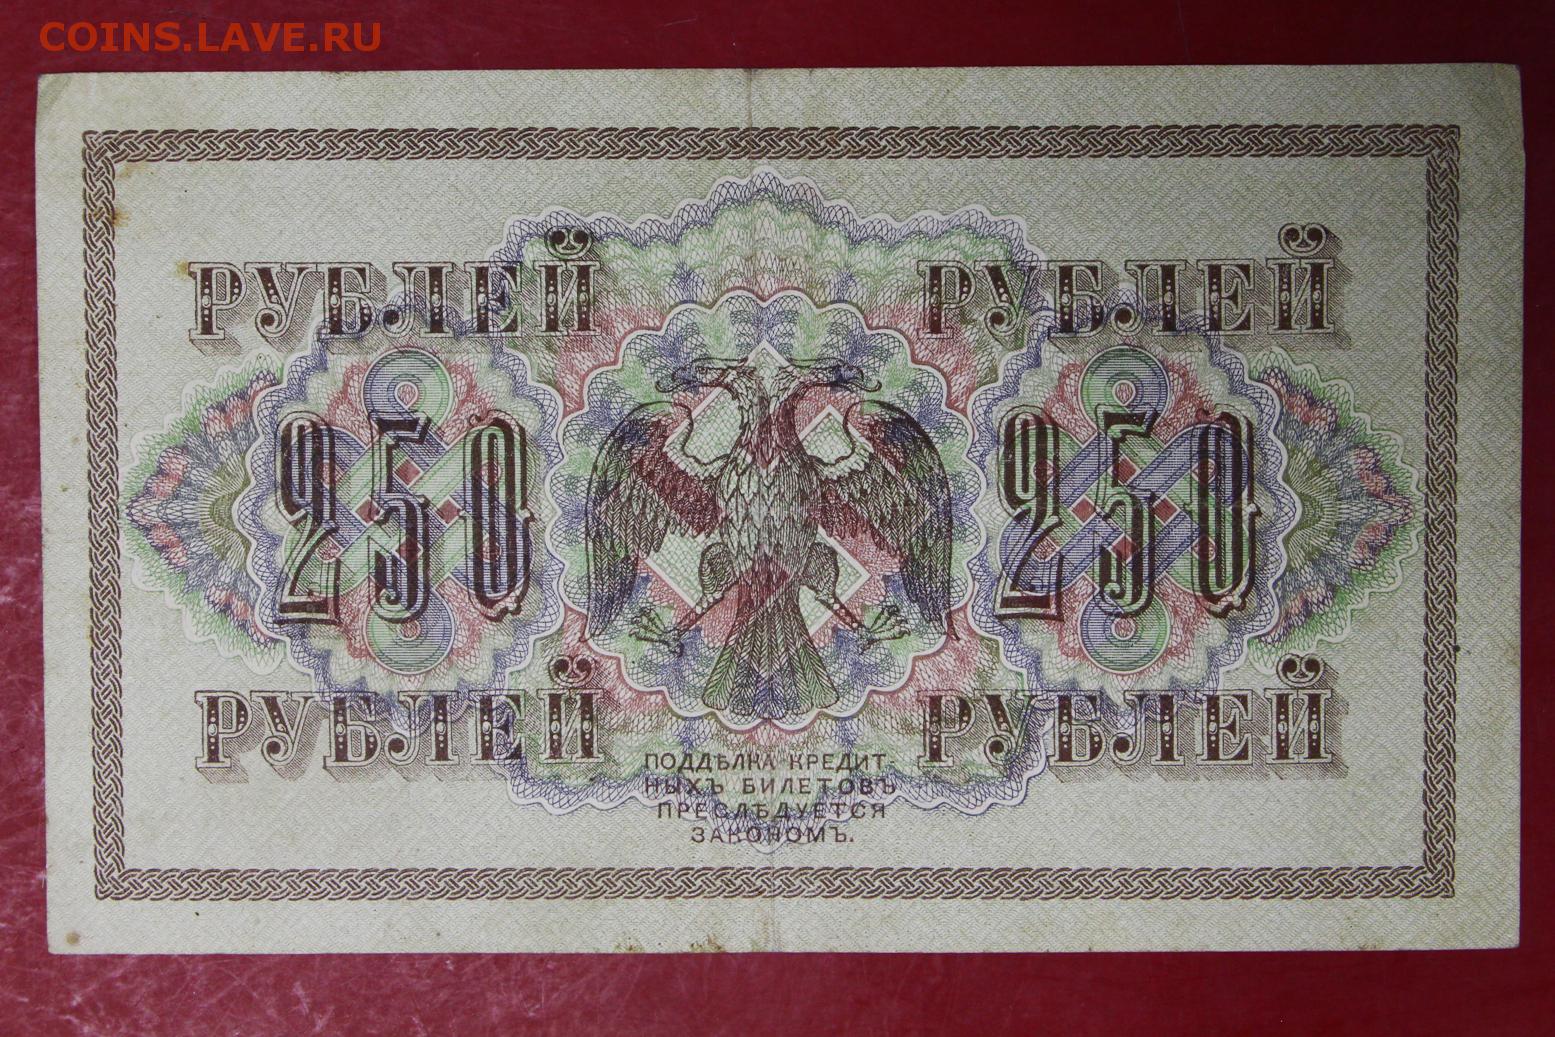 COINS.LAVE.RU
РУБЛЕЙ РУБЛЕЙ
250 250
РУБЛЕЙ РУБЛЕЙ
ПОДДѢЛКА КРЕДИТ-
НЫХЪ БИЛЕТОВЪ
ПРЕСЛѢДУЕТСЯ
ЗАКОНОМЪ.